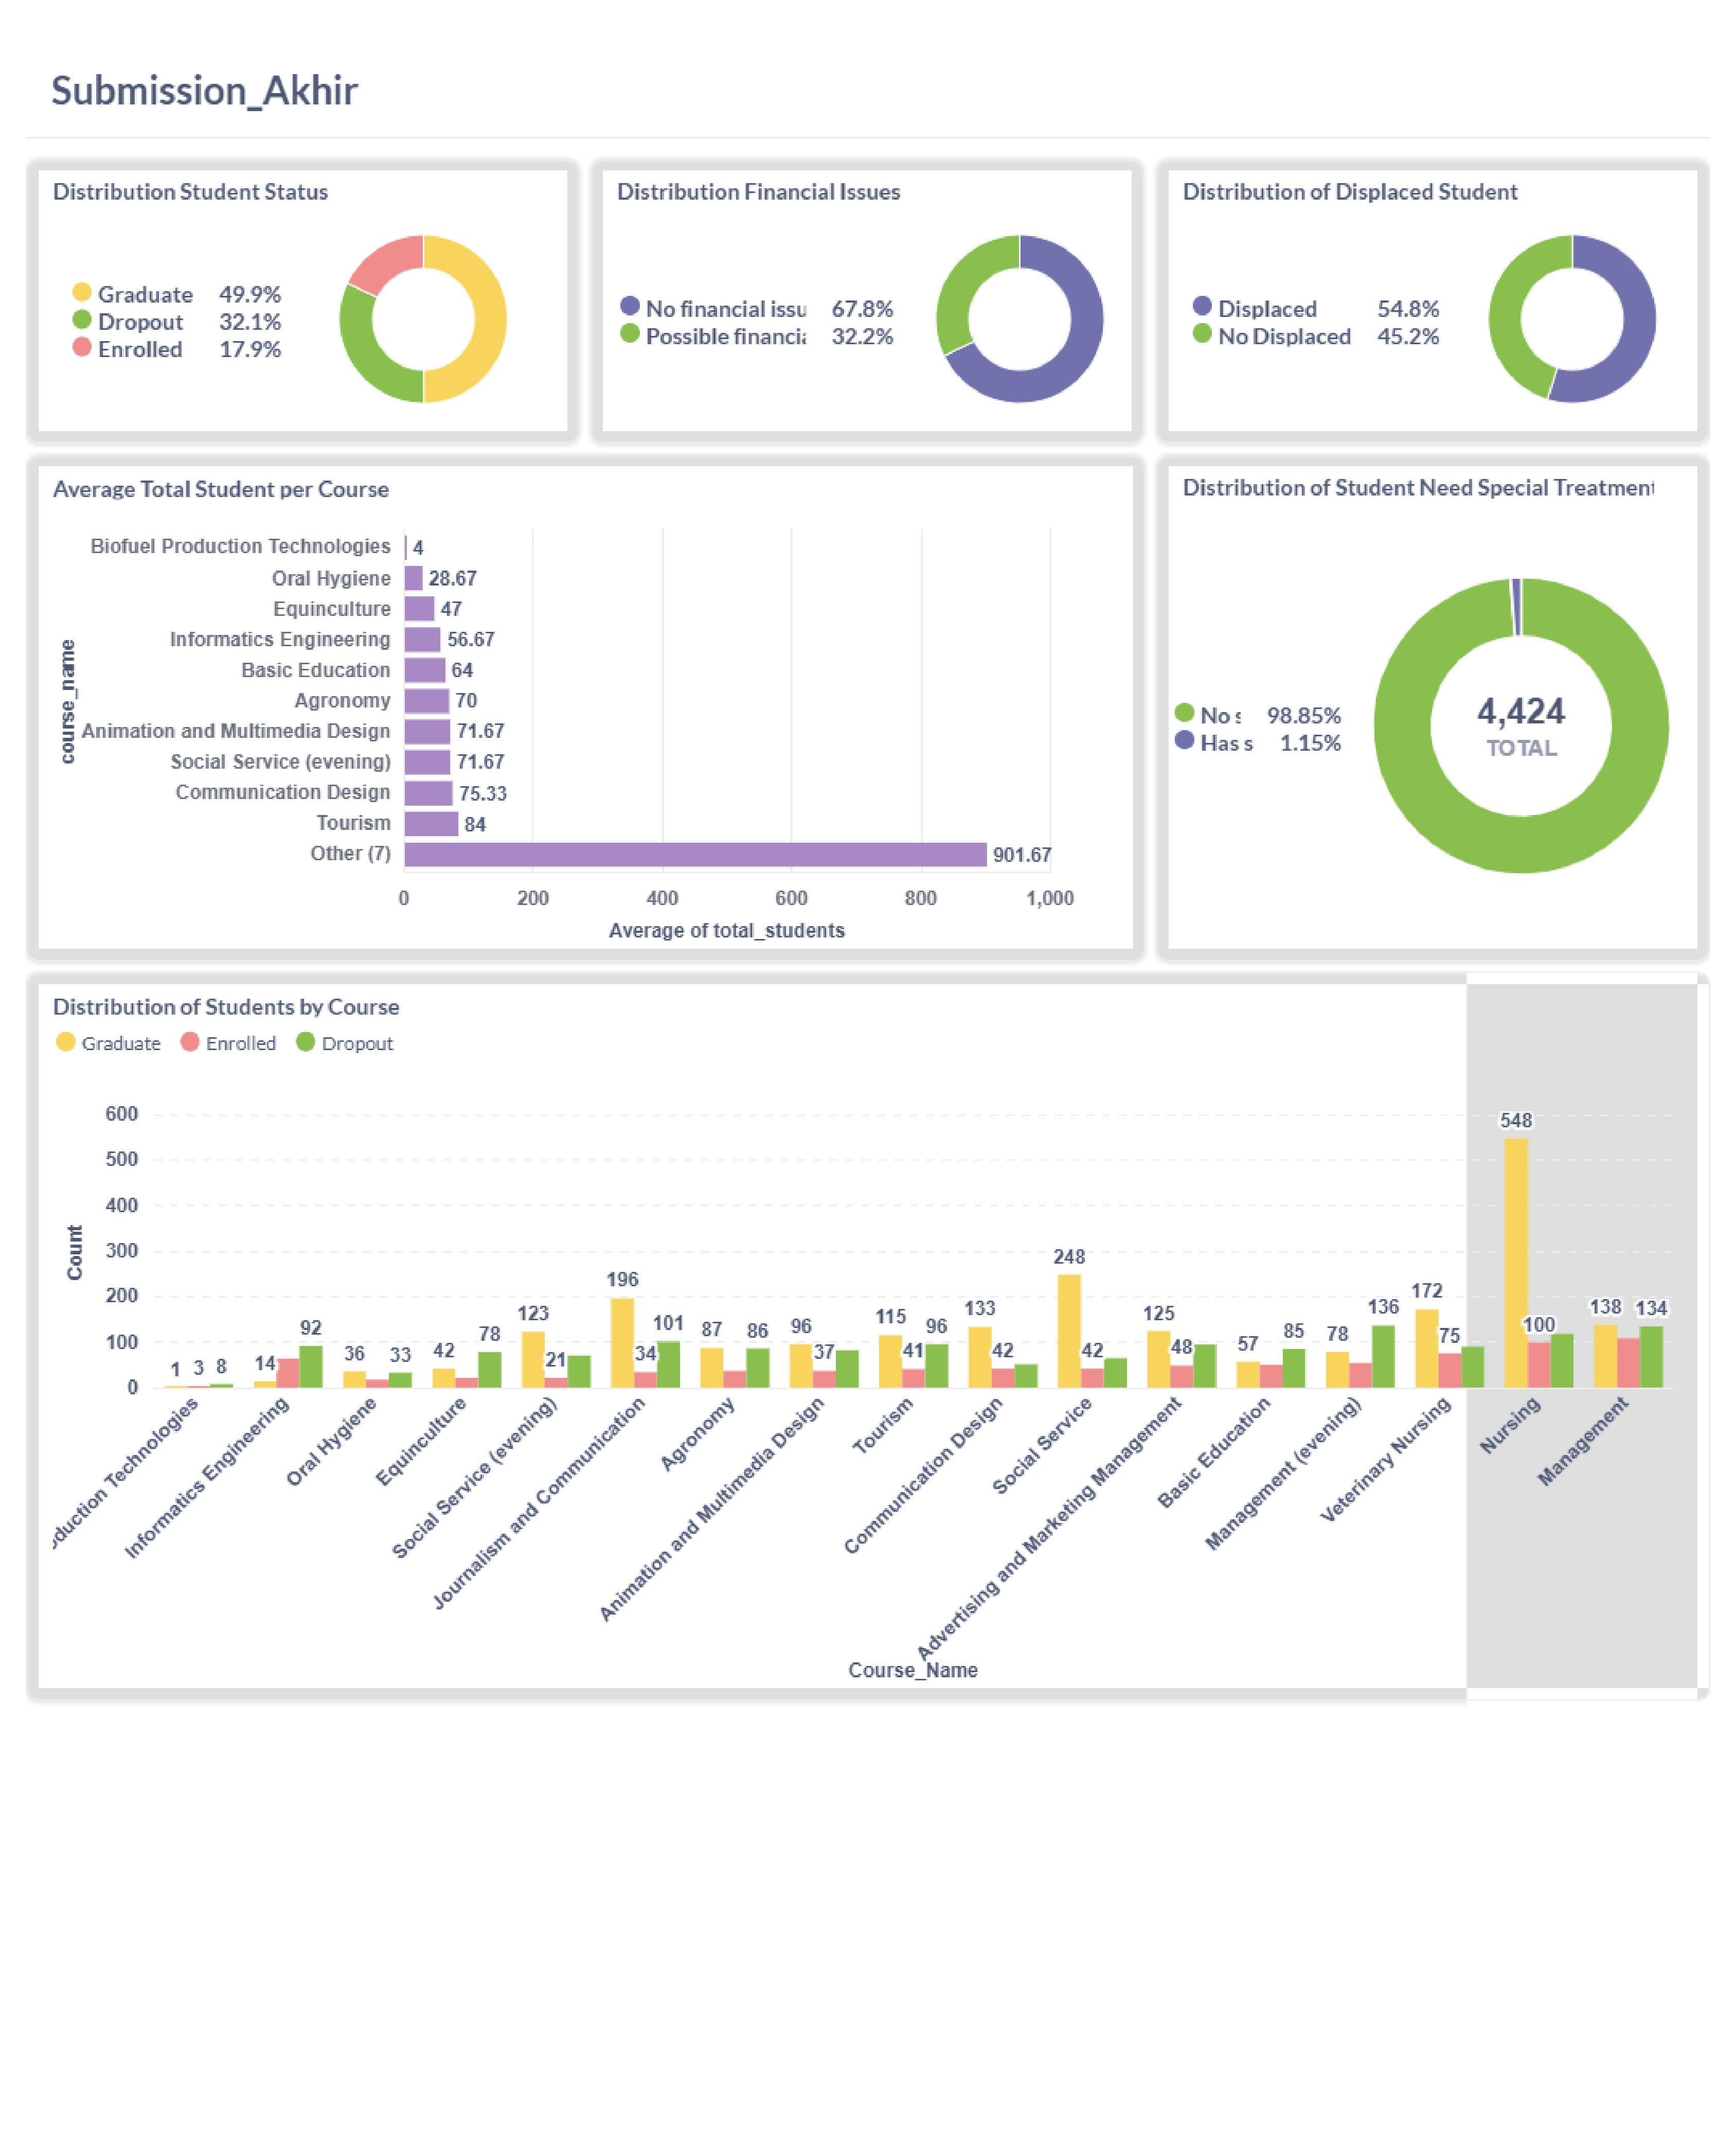 Submission_Akhir
Distribution Student Status
Graduate 49.9%
Dropout 32.1%
Enrolled 17.9%
Distribution Financial Issues
No financial issu 67.8%
Possible financia 32.2%
Distribution of Displaced Student
Displaced 54.8%
No Displaced 45.2%
Average Total Student per Course
course_name
Biofuel Production Technologies 4
Oral Hygiene 28.67
Equinculture 47
Informatics Engineering 56.67
Basic Education 64
Agronomy 70
Animation and Multimedia Design 71.67
Social Service (evening) 71.67
Communication Design 75.33
Tourism 84
Other (7) 901.67
0 200 400 600 800 1,000
Average of total_students
Distribution of Student Need Special Treatment
No s 98.85%
Has s 1.15%
4,424
TOTAL
Distribution of Students by Course
Graduate Enrolled Dropout
Count
600
500
400
300
200
100
0
1 3 8
14 92
36 33
42 78
123 21
196 34 101
87 86
96 37
115 41 96
133 42
248 42
125 48
57 85
78 136
172 75
548 100
138 134
oduction Technologies
Informatics Engineering
Oral Hygiene
Equinculture
Social Service (evening)
Journalism and Communication
Agronomy
Animation and Multimedia Design
Tourism
Communication Design
Social Service
Advertising and Marketing Management
Basic Education
Management (evening)
Veterinary Nursing
Nursing
Management
Course_Name